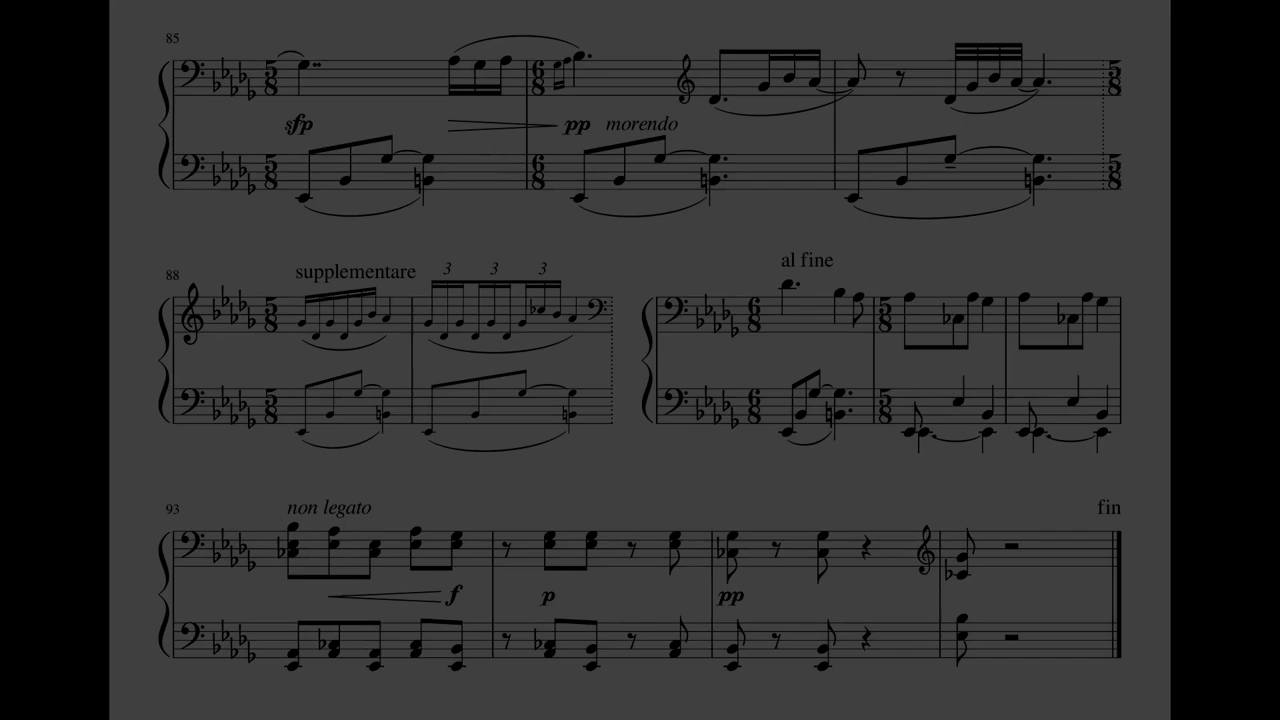 85
sfp pp morendo
88 supplementare al fine
3 3 3
93 non legato fin
f p pp